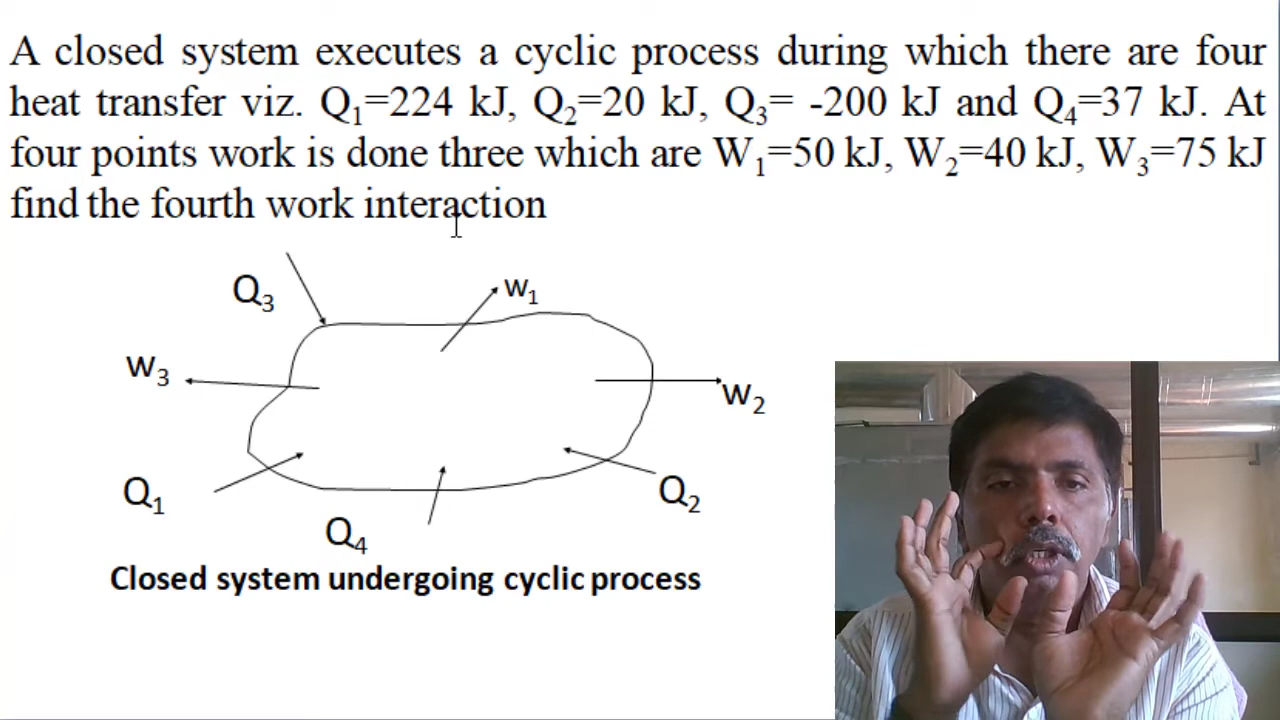 A closed system executes a cyclic process during which there are four
heat transfer viz. Q₁=224 kJ, Q₂=20 kJ, Q₃= -200 kJ and Q₄=37 kJ. At
four points work is done three which are W₁=50 kJ, W₂=40 kJ, W₃=75 kJ
find the fourth work interaction
Q₃
W₁
W₃
W₂
Q₁
Q₂
Q₄
Closed system undergoing cyclic process